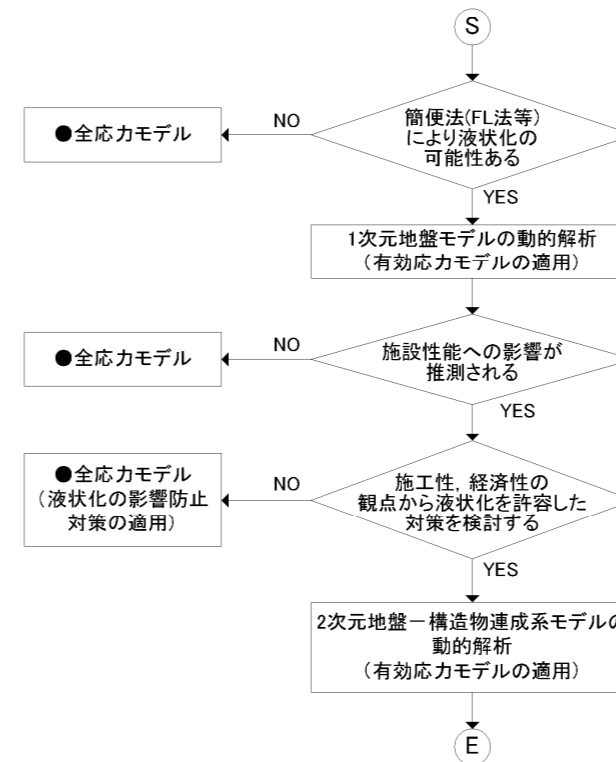 S
簡便法(FL法等)
により液状化の
可能性ある
NO
●全応力モデル
YES
1次元地盤モデルの動的解析
(有効応力モデルの適用)
施設性能への影響が
推測される
NO
●全応力モデル
YES
施工性,経済性の
観点から液状化を許容した
対策を検討する
NO
●全応力モデル
(液状化の影響防止
対策の適用)
YES
2次元地盤-構造物連成系モデルの
動的解析
(有効応力モデルの適用)
E